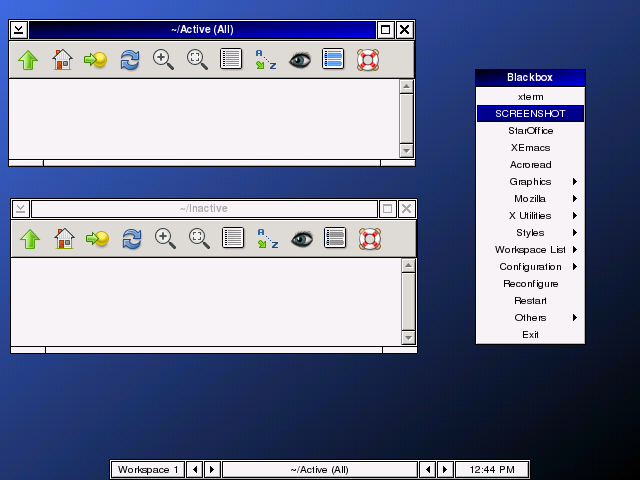 ~/Active (All)
A
Z
~/Inactive
A
Z
Blackbox
xterm
SCREENSHOT
StarOffice
XEmacs
Acroread
Graphics
Mozilla
X Utilities
Styles
Workspace List
Configuration
Reconfigure
Restart
Others
Exit
Workspace 1
~/Active (All)
12:44 PM